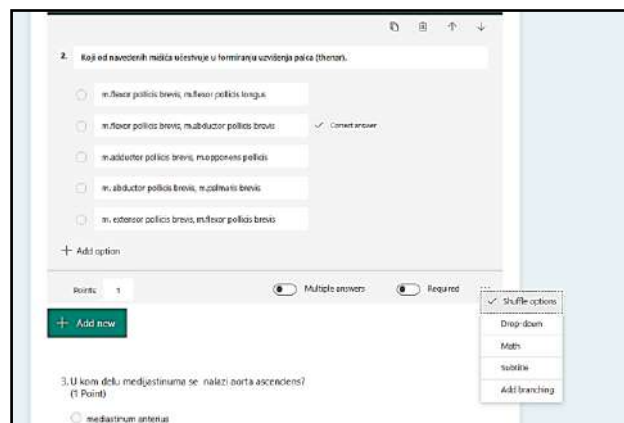 2. Koji od navedenih mišića učestvuje u formiranju uzvišenja palca (thenar).
m.flexor pollicis brevis, m.flexor pollicis longus
m.flexor pollicis brevis, m.abductor pollicis brevis
Correct answer
m.adductor pollicis brevis, m.opponens pollicis
m. abductor pollicis brevis, m.palmaris brevis
m. extensor pollicis brevis, m.flexor pollicis brevis
+ Add option
Points: 1
Multiple answers
Required
...
Shuffle options
Drop-down
Math
Subtitle
Add branching
+ Add new
3. U kom delu medijastinuma se nalazi aorta ascendens?
(1 Point)
mediastinum anterius